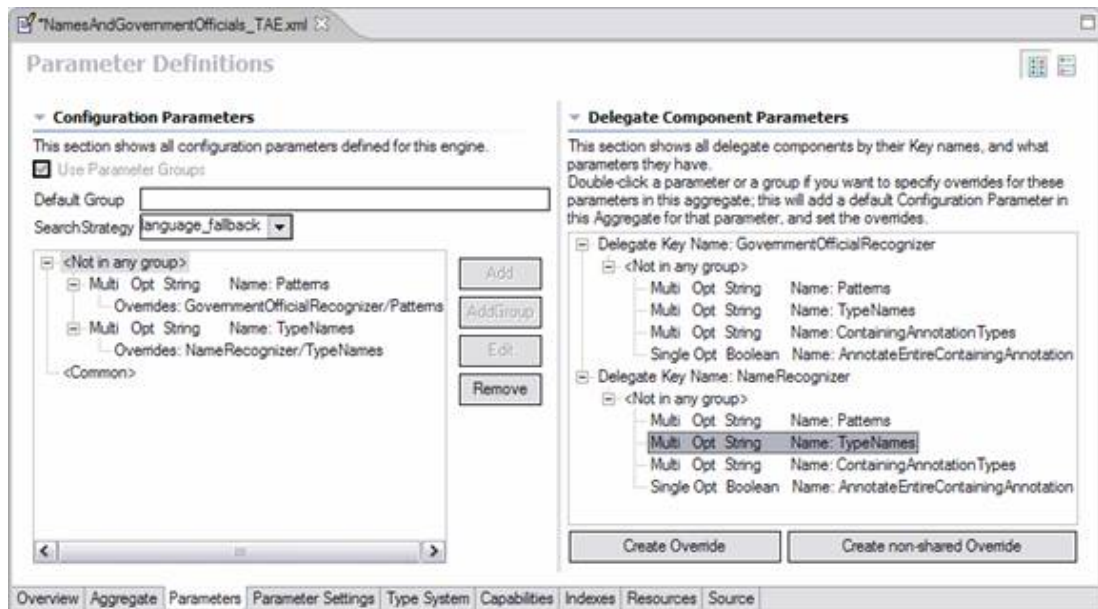 *NamesAndGovernmentOfficials_TAE.xml
Parameter Definitions
Configuration Parameters
This section shows all configuration parameters defined for this engine.
Use Parameter Groups
Default Group
SearchStrategy language_fallback
<Not in any group>
Multi Opt String Name: Patterns
Overrides: GovernmentOfficialRecognizer/Patterns
Multi Opt String Name: TypeNames
Overrides: NameRecognizer/TypeNames
<Common>
Add
AddGroup
Edit
Remove
Delegate Component Parameters
This section shows all delegate components by their Key names, and what
parameters they have.
Double-click a parameter or a group if you want to specify overrides for these
parameters in this aggregate; this will add a default Configuration Parameter in
this Aggregate for that parameter, and set the overrides.
Delegate Key Name: GovernmentOfficialRecognizer
<Not in any group>
Multi Opt String Name: Patterns
Multi Opt String Name: TypeNames
Multi Opt String Name: ContainingAnnotationTypes
Single Opt Boolean Name: AnnotateEntireContainingAnnotation
Delegate Key Name: NameRecognizer
<Not in any group>
Multi Opt String Name: Patterns
Multi Opt String Name: TypeNames
Multi Opt String Name: ContainingAnnotationTypes
Single Opt Boolean Name: AnnotateEntireContainingAnnotation
Create Override
Create non-shared Override
Overview Aggregate Parameters Parameter Settings Type System Capabilities Indexes Resources Source